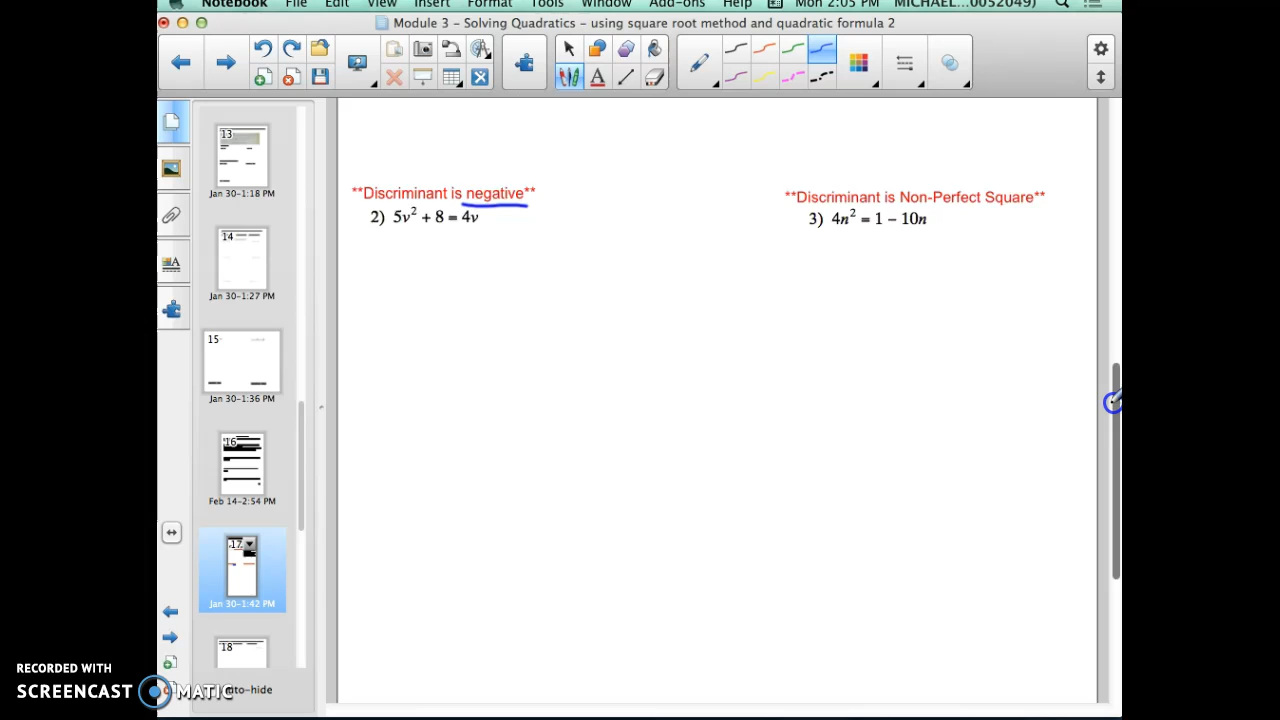 Notebook File Edit View Insert Format Tools Window Add-ons Help Mon 2:05 PM MICHAEL...0052049)
Module 3 – Solving Quadratics – using square root method and quadratic formula 2
13
Jan 30-1:18 PM
14
Jan 30-1:27 PM
15
Jan 30-1:36 PM
16
Feb 14-2:54 PM
17
Jan 30-1:42 PM
18
**Discriminant is negative**
2) 5v² + 8 = 4v
**Discriminant is Non-Perfect Square**
3) 4n² = 1 − 10n
RECORDED WITH
SCREENCAST MATIC